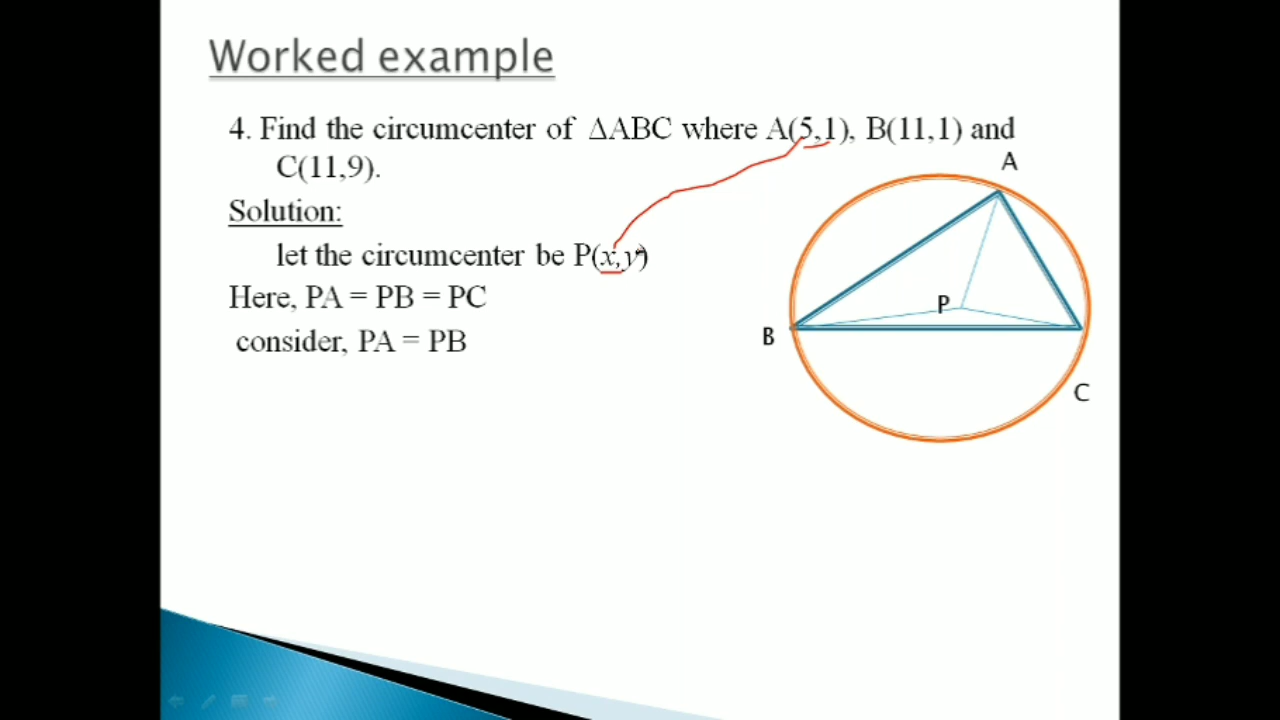 Worked example
4. Find the circumcenter of ΔABC where A(5,1), B(11,1) and
C(11,9).
Solution:
let the circumcenter be P(x,y)
Here, PA = PB = PC
consider, PA = PB
A
P
B
C